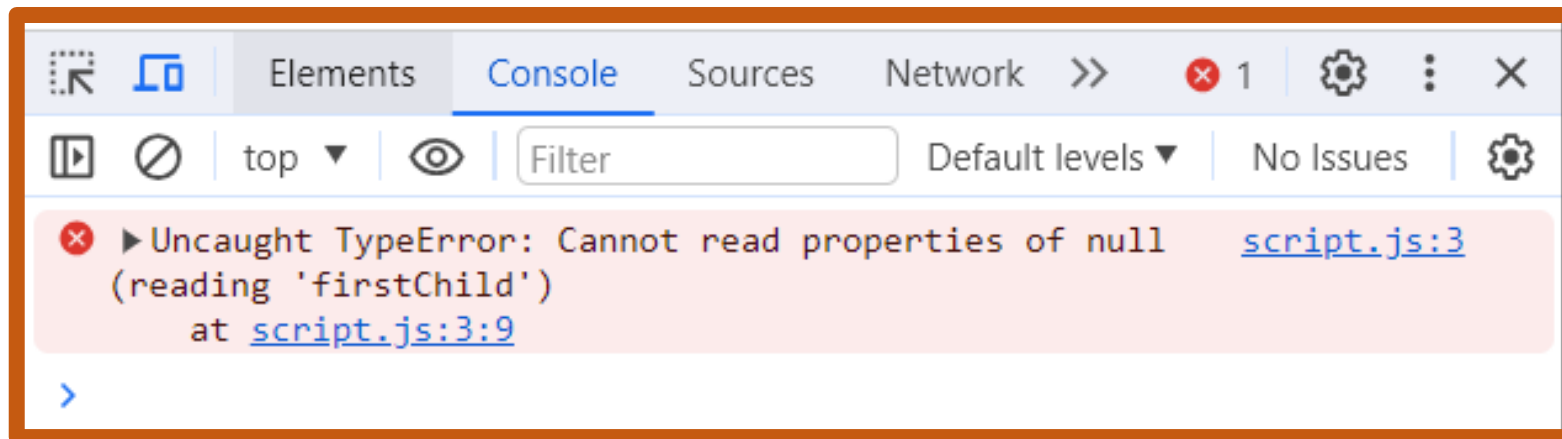 Elements Console Sources Network 1
top Filter Default levels No Issues
Uncaught TypeError: Cannot read properties of null script.js:3
(reading 'firstChild')
at script.js:3:9